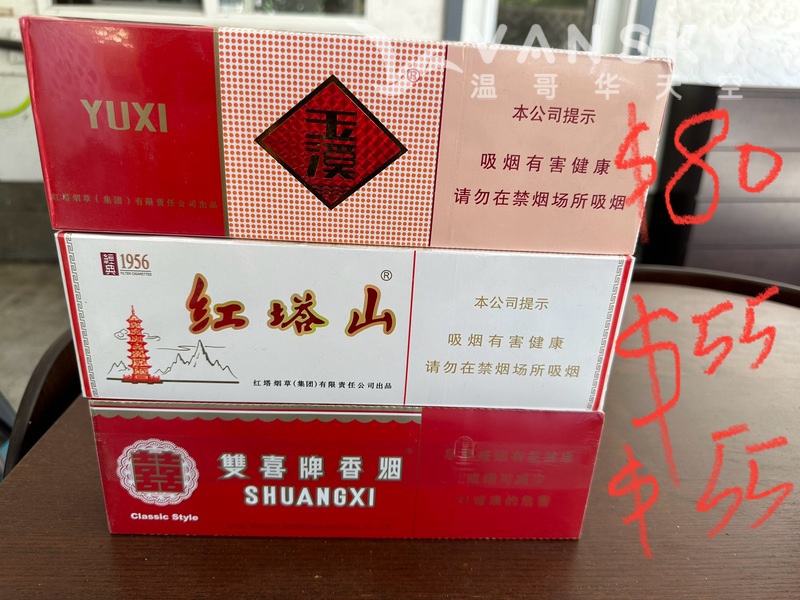 VANSKY
温哥华天空
YUXI
玉溪
®
本公司提示
吸烟有害健康
请勿在禁烟场所吸烟
红塔烟草(集团)有限责任公司出品
$80
1956
FILTER CIGARETTES
红塔山
®
本公司提示
吸烟有害健康
请勿在禁烟场所吸烟
红塔烟草(集团)有限责任公司出品
$55
囍
Classic Style
雙喜牌香烟
SHUANGXI
$55